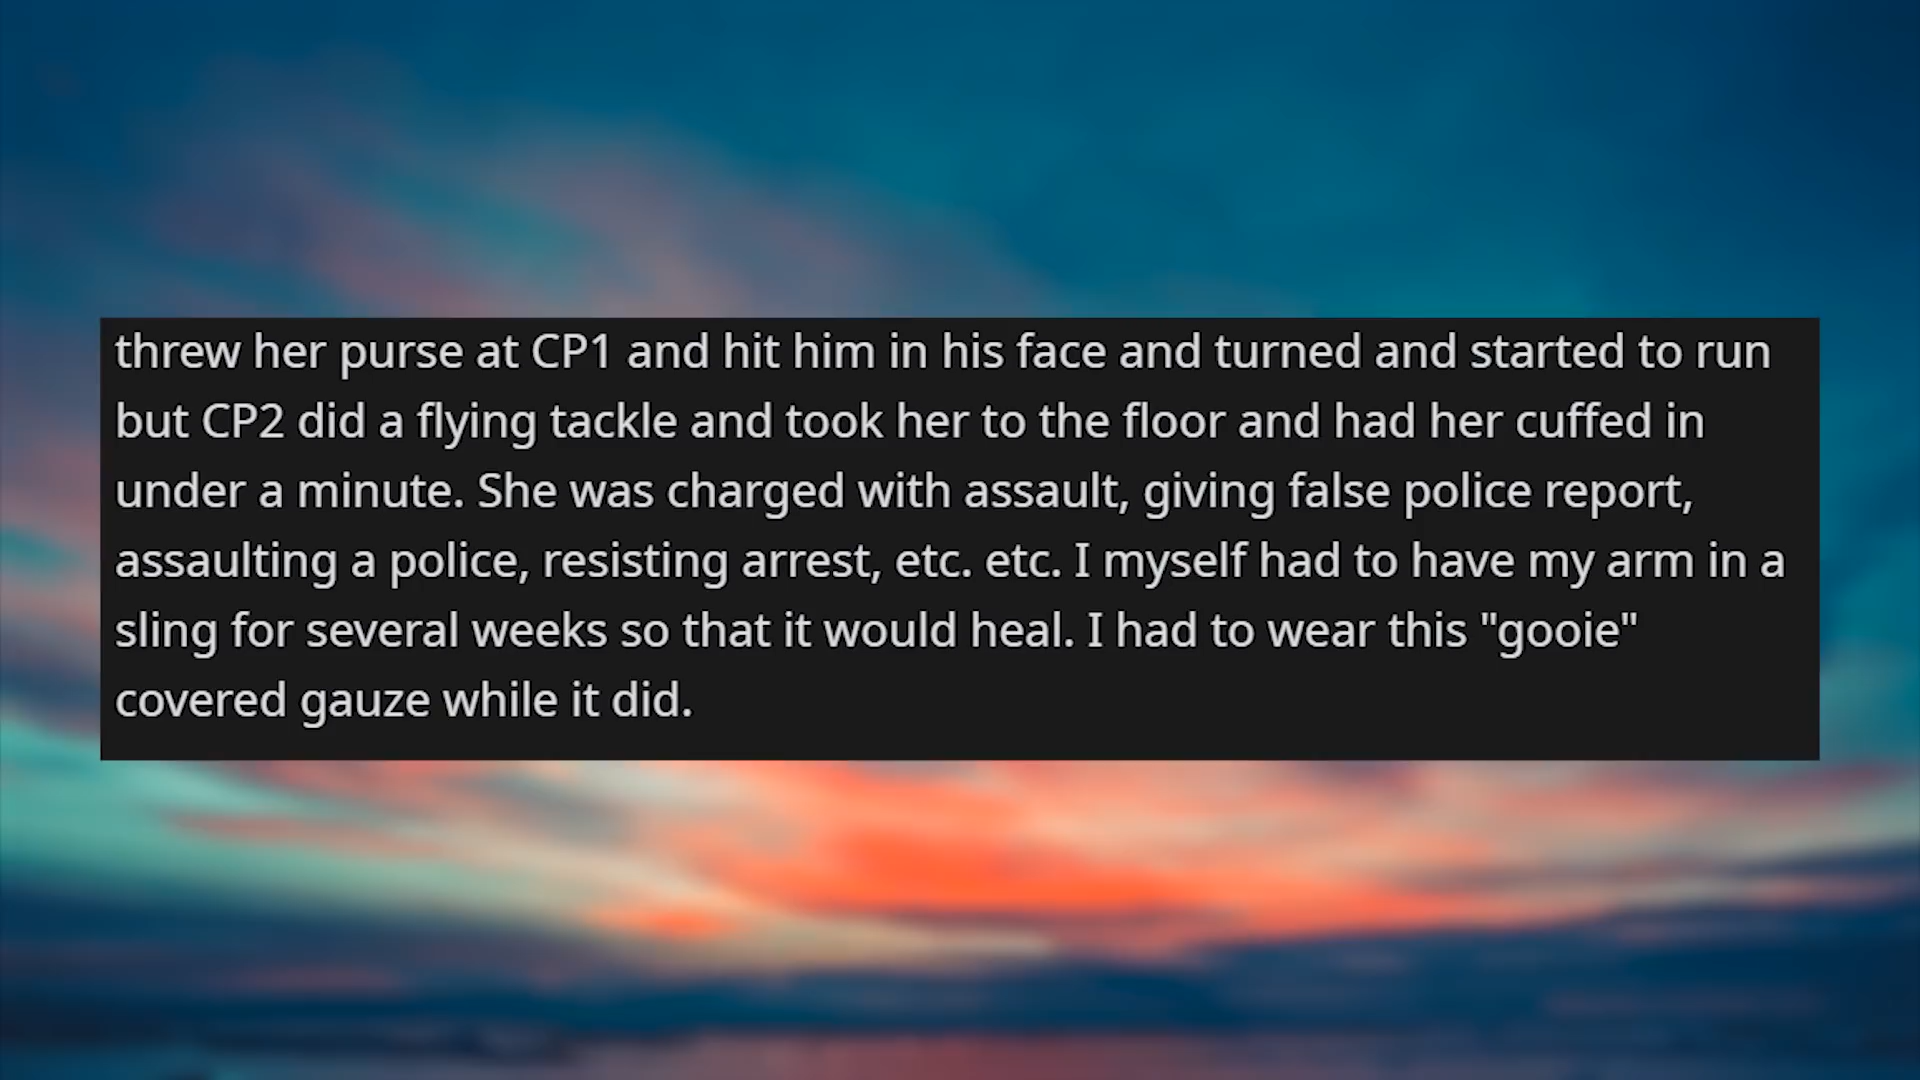 threw her purse at CP1 and hit him in his face and turned and started to run
but CP2 did a flying tackle and took her to the floor and had her cuffed in
under a minute. She was charged with assault, giving false police report,
assaulting a police, resisting arrest, etc. etc. I myself had to have my arm in a
sling for several weeks so that it would heal. I had to wear this "gooie"
covered gauze while it did.